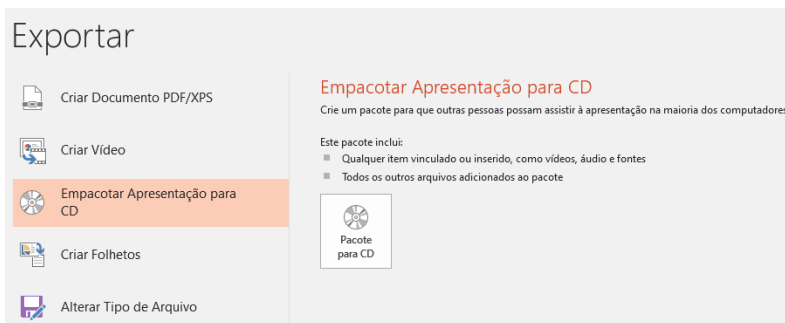 Exportar
Criar Documento PDF/XPS
Criar Vídeo
Empacotar Apresentação para
CD
Criar Folhetos
Alterar Tipo de Arquivo
Empacotar Apresentação para CD
Crie um pacote para que outras pessoas possam assistir à apresentação na maioria dos computadores
Este pacote inclui:
Qualquer item vinculado ou inserido, como vídeos, áudio e fontes
Todos os outros arquivos adicionados ao pacote
Pacote
para CD